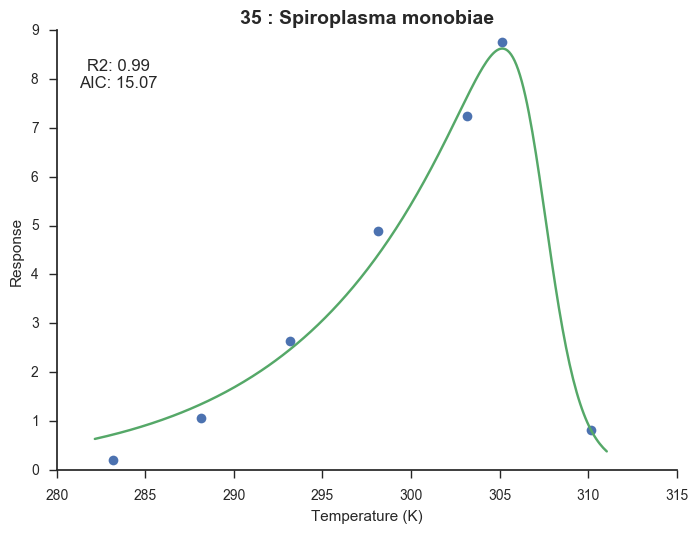 35 : Spiroplasma monobiae
R2: 0.99
AIC: 15.07
Response
9
8
7
6
5
4
3
2
1
0
280 285 290 295 300 305 310 315
Temperature (K)